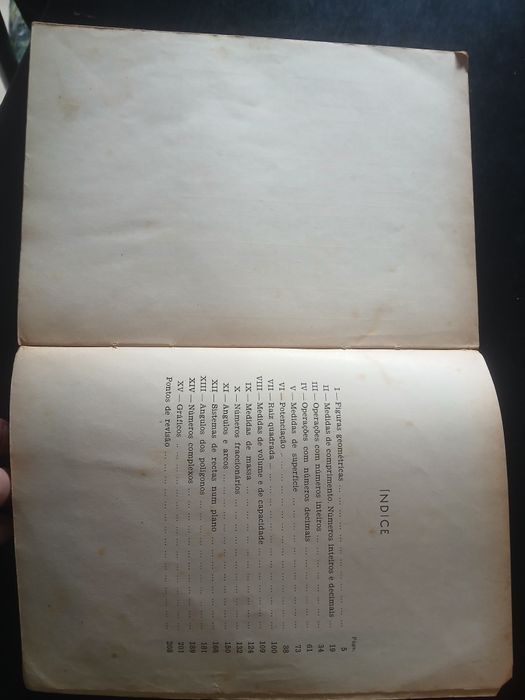 ÍNDICE
Págs.
I — Figuras geométricas ... 5
II — Medidas de comprimento. Números inteiros e decimais ... 19
III — Operações com números inteiros ... 34
IV — Operações com números decimais ... 61
V — Medidas de superfície ... 73
VI — Potenciação ... 88
VII — Raiz quadrada ... 100
VIII — Medidas de volume e de capacidade ... 109
IX — Medidas de massa ... 124
X — Números fraccionários ... 132
XI — Ângulos e arcos ... 150
XII — Sistemas de rectas num plano ... 168
XIII — Ângulos dos polígonos ... 181
XIV — Números complexos ... 189
XV — Gráficos ... 201
Pontos de revisão ... 208